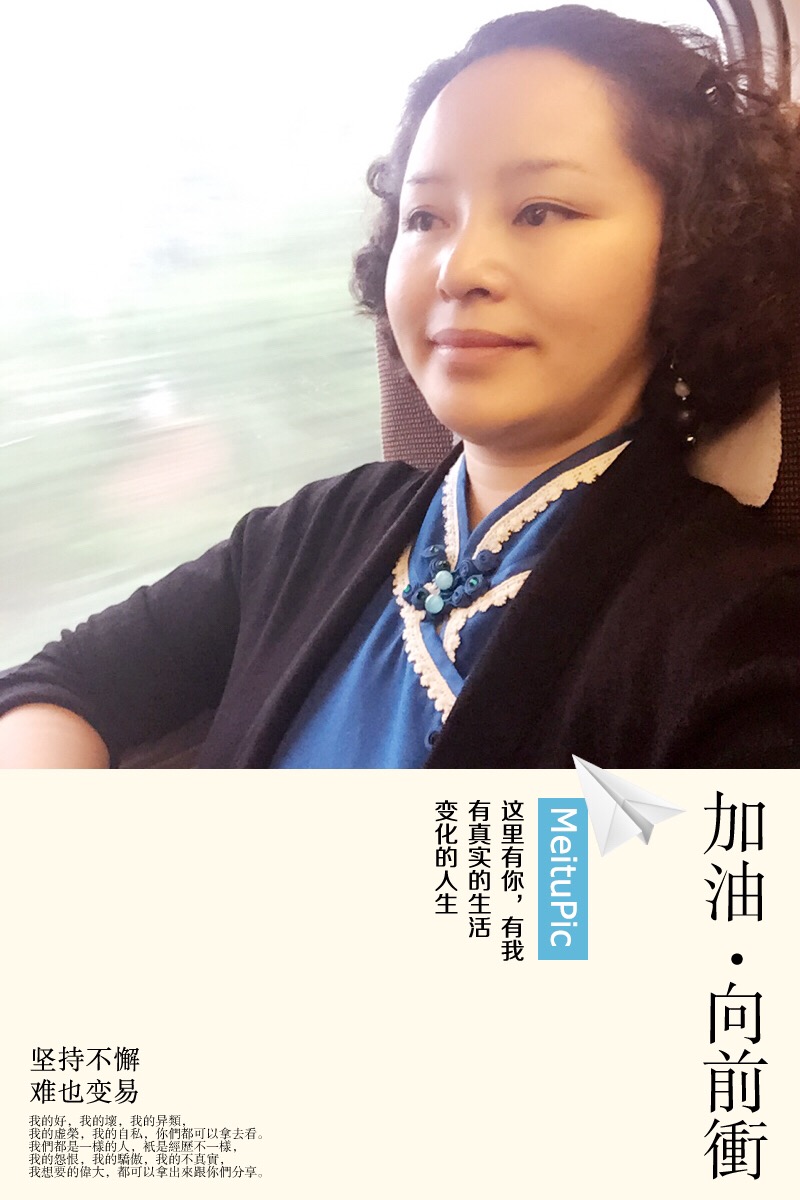 加油·向前衝
MeituPic
这里有你，有我
有真实的生活
变化的人生
坚持不懈
难也变易
我的好，我的壞，我的异類，
我的虛榮，我的自私，你們都可以拿去看。
我們都是一樣的人，衹是經歷不一樣，
我的怨恨，我的驕傲，我的不真實，
我想要的偉大，都可以拿出來跟你們分享。